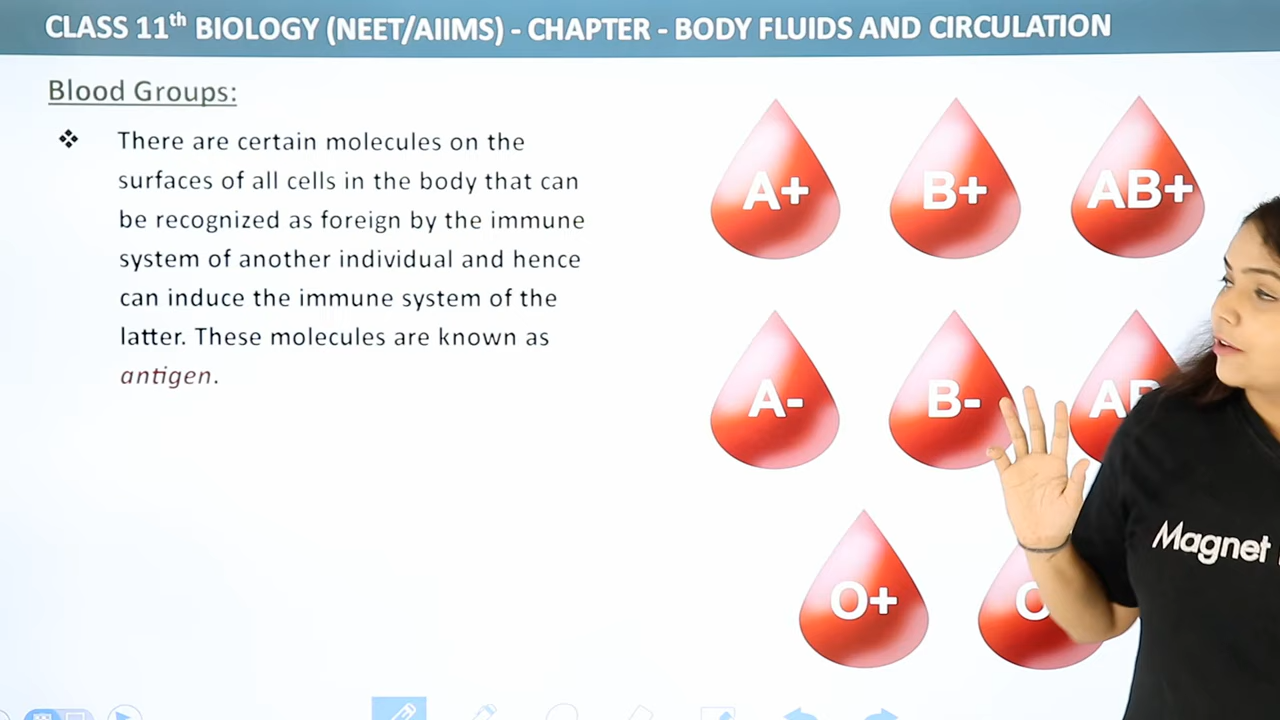 CLASS 11th BIOLOGY (NEET/AIIMS) - CHAPTER - BODY FLUIDS AND CIRCULATION
Blood Groups:
❖ There are certain molecules on the
surfaces of all cells in the body that can
be recognized as foreign by the immune
system of another individual and hence
can induce the immune system of the
latter. These molecules are known as
antigen.
A+ B+ AB+
A- B-
O+
Magnet